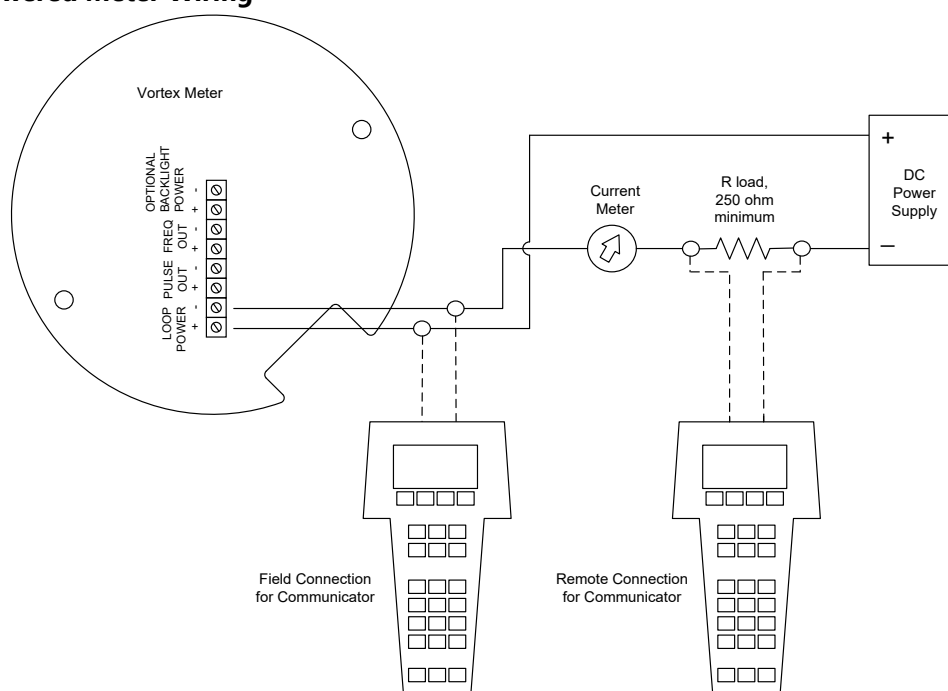 Meter Wiring
Vortex Meter
OPTIONAL
BACKLIGHT
POWER
- 
+
FREQ
OUT
-
+
PULSE
OUT
-
+
LOOP
POWER
-
+
Current
Meter
R load,
250 ohm
minimum
+
DC
Power
Supply
–
Field Connection
for Communicator
Remote Connection
for Communicator